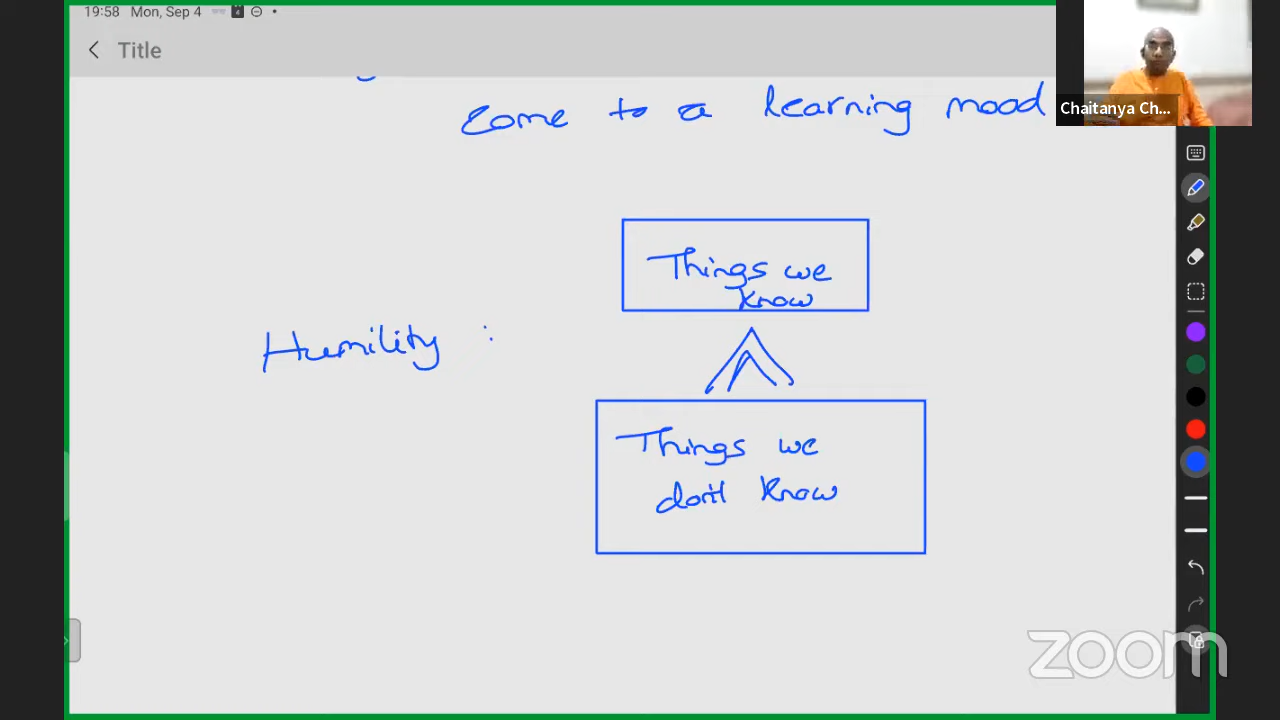 19:58 Mon, Sep 4
Title
come to a learning mood
Chaitanya Ch...
Things we
know
Humility :
Things we
don't know
zoom